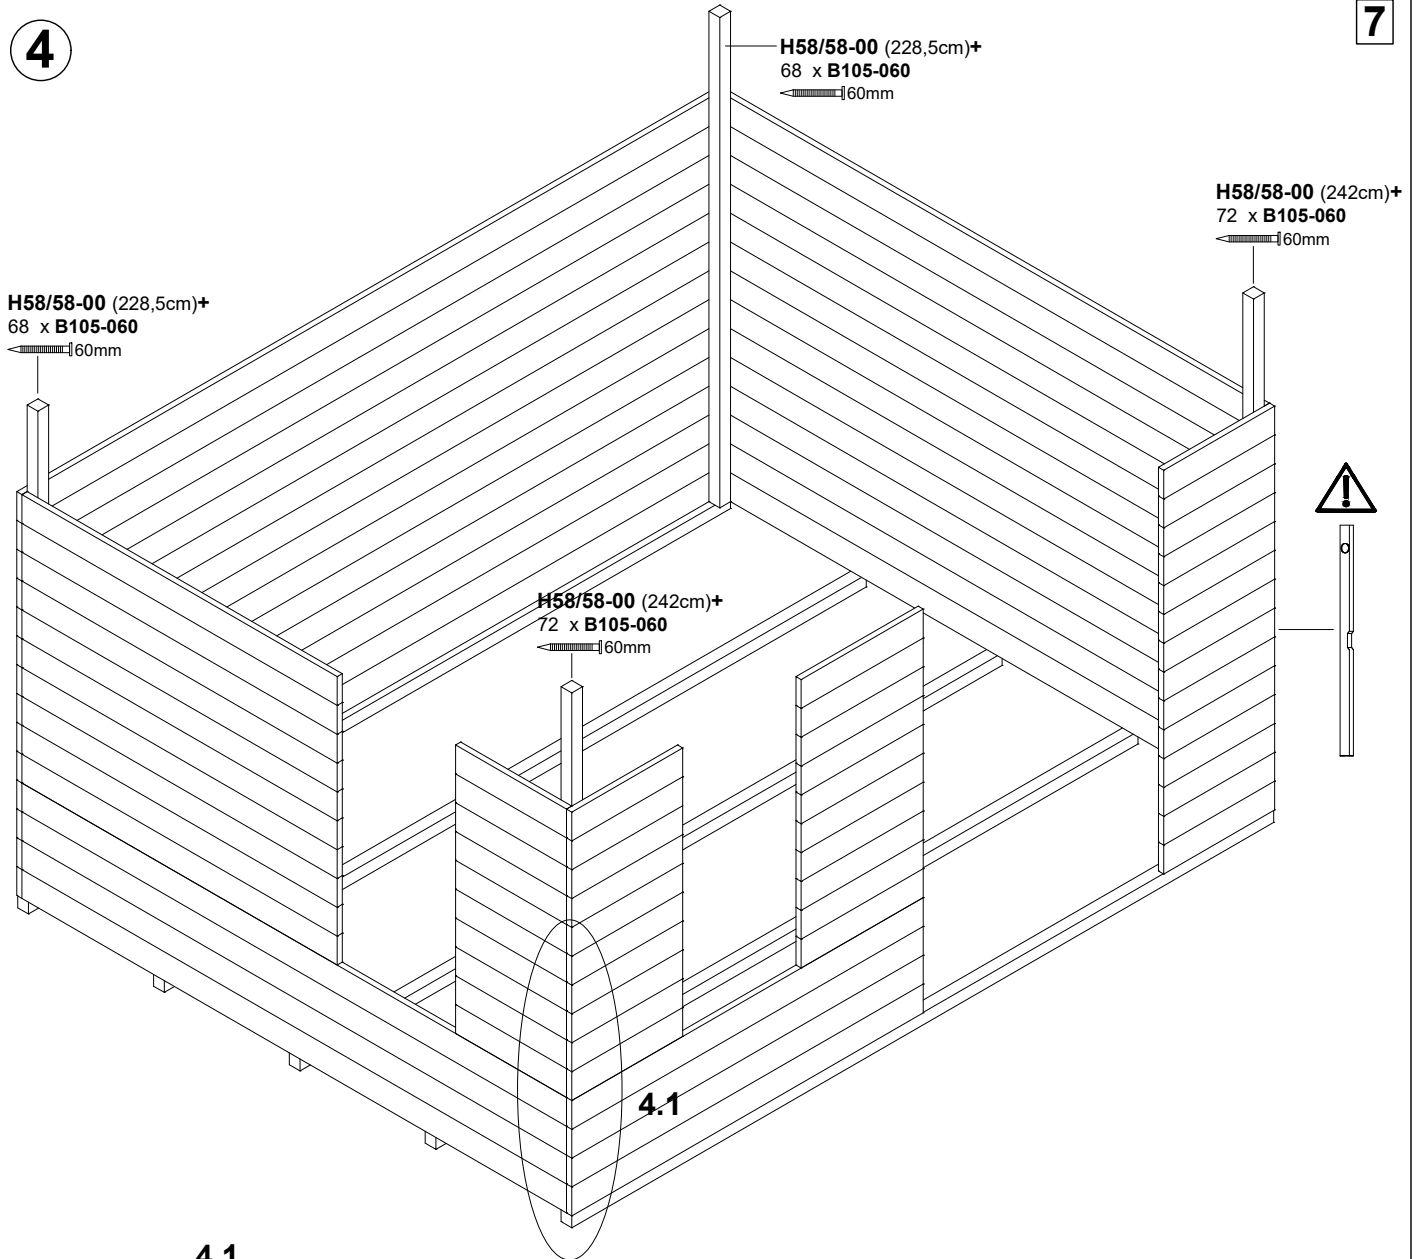 4
7
H58/58-00 (228,5cm)+
68 x B105-060
60mm
H58/58-00 (242cm)+
72 x B105-060
60mm
H58/58-00 (228,5cm)+
68 x B105-060
60mm
H58/58-00 (242cm)+
72 x B105-060
60mm
4.1
4.1